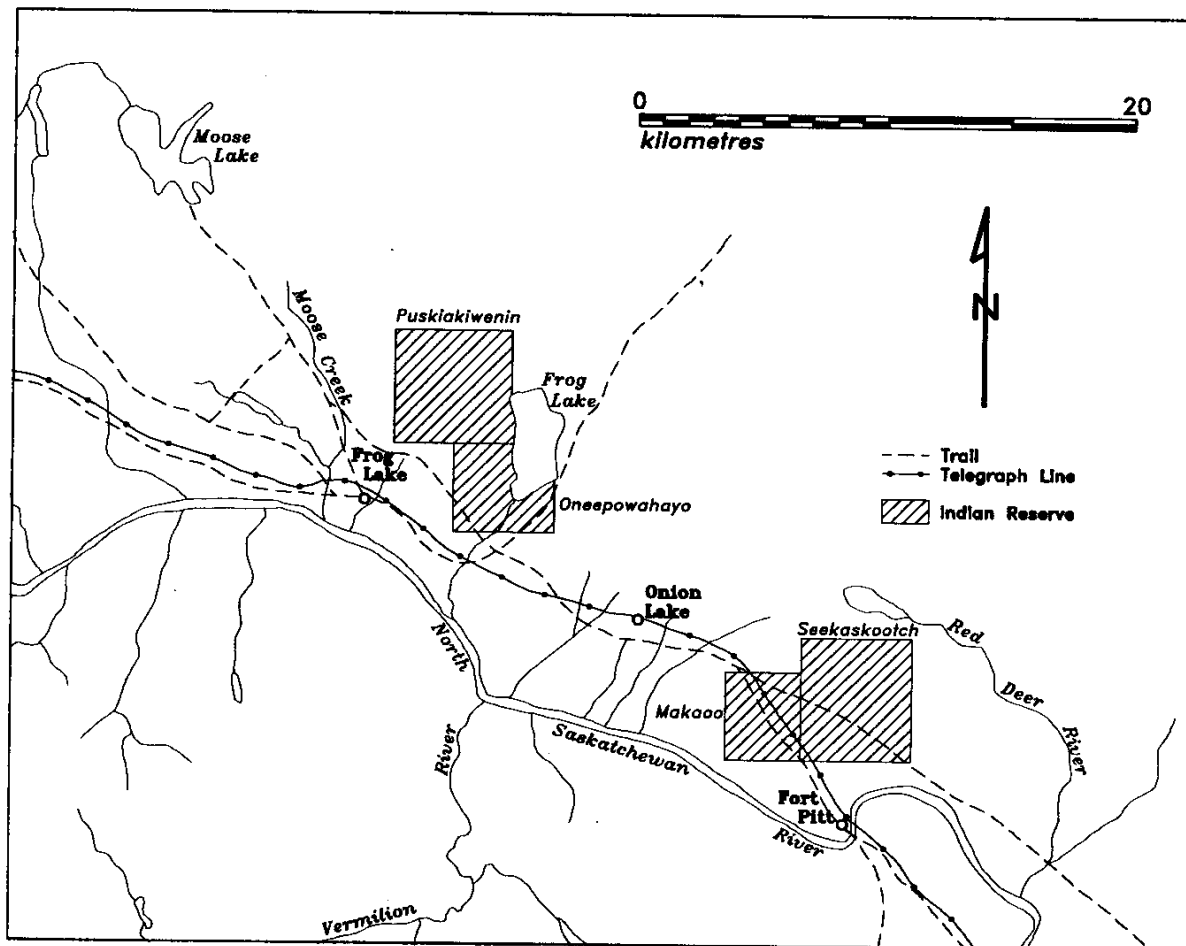 0 20
kilometres
Moose
Lake
N
Moose Creek
Puskiakiwenin
Frog
Lake
Trail
Telegraph Line
Indian Reserve
Frog
Lake
Oneepowahayo
Onion
Lake
Seekaskootch
Red
Deer
River
Makaoo
North
Saskatchewan
River
River
Fort
Pitt
Vermilion